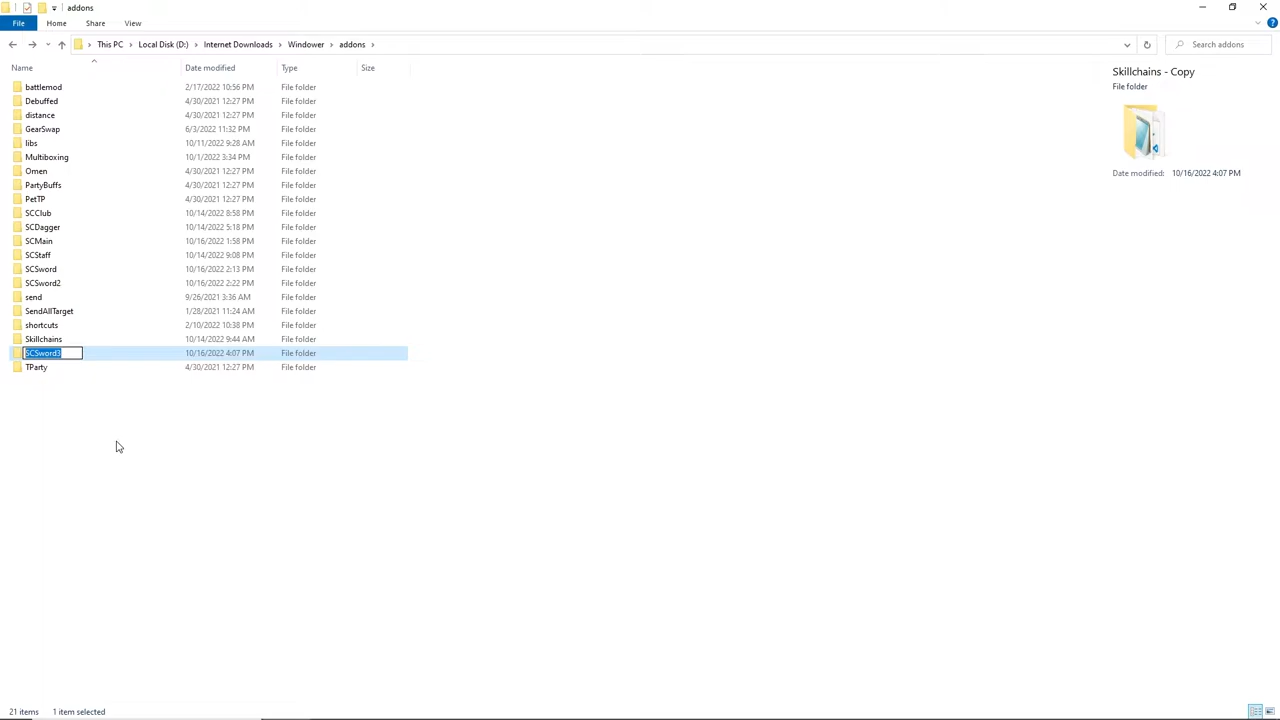 addons
File Home Share View
This PC Local Disk (D:) Internet Downloads Windower addons Search addons
Name Date modified Type Size
battlemod 2/17/2022 10:56 PM File folder
Debuffed 4/30/2021 12:27 PM File folder
distance 4/30/2021 12:27 PM File folder
GearSwap 6/3/2022 11:32 PM File folder
libs 10/11/2022 9:28 AM File folder
Multiboxing 10/1/2022 3:34 PM File folder
Omen 4/30/2021 12:27 PM File folder
PartyBuffs 4/30/2021 12:27 PM File folder
PetTP 4/30/2021 12:27 PM File folder
SCClub 10/14/2022 8:58 PM File folder
SCDagger 10/14/2022 5:18 PM File folder
SCMain 10/16/2022 1:58 PM File folder
SCStaff 10/14/2022 9:08 PM File folder
SCSword 10/16/2022 2:13 PM File folder
SCSword2 10/16/2022 2:22 PM File folder
send 9/26/2021 3:36 AM File folder
SendAllTarget 1/28/2021 11:24 AM File folder
shortcuts 2/10/2022 10:38 PM File folder
Skillchains 10/14/2022 9:44 AM File folder
SCSword3 10/16/2022 4:07 PM File folder
TParty 4/30/2021 12:27 PM File folder
Skillchains - Copy
File folder
Date modified: 10/16/2022 4:07 PM
21 items 1 item selected